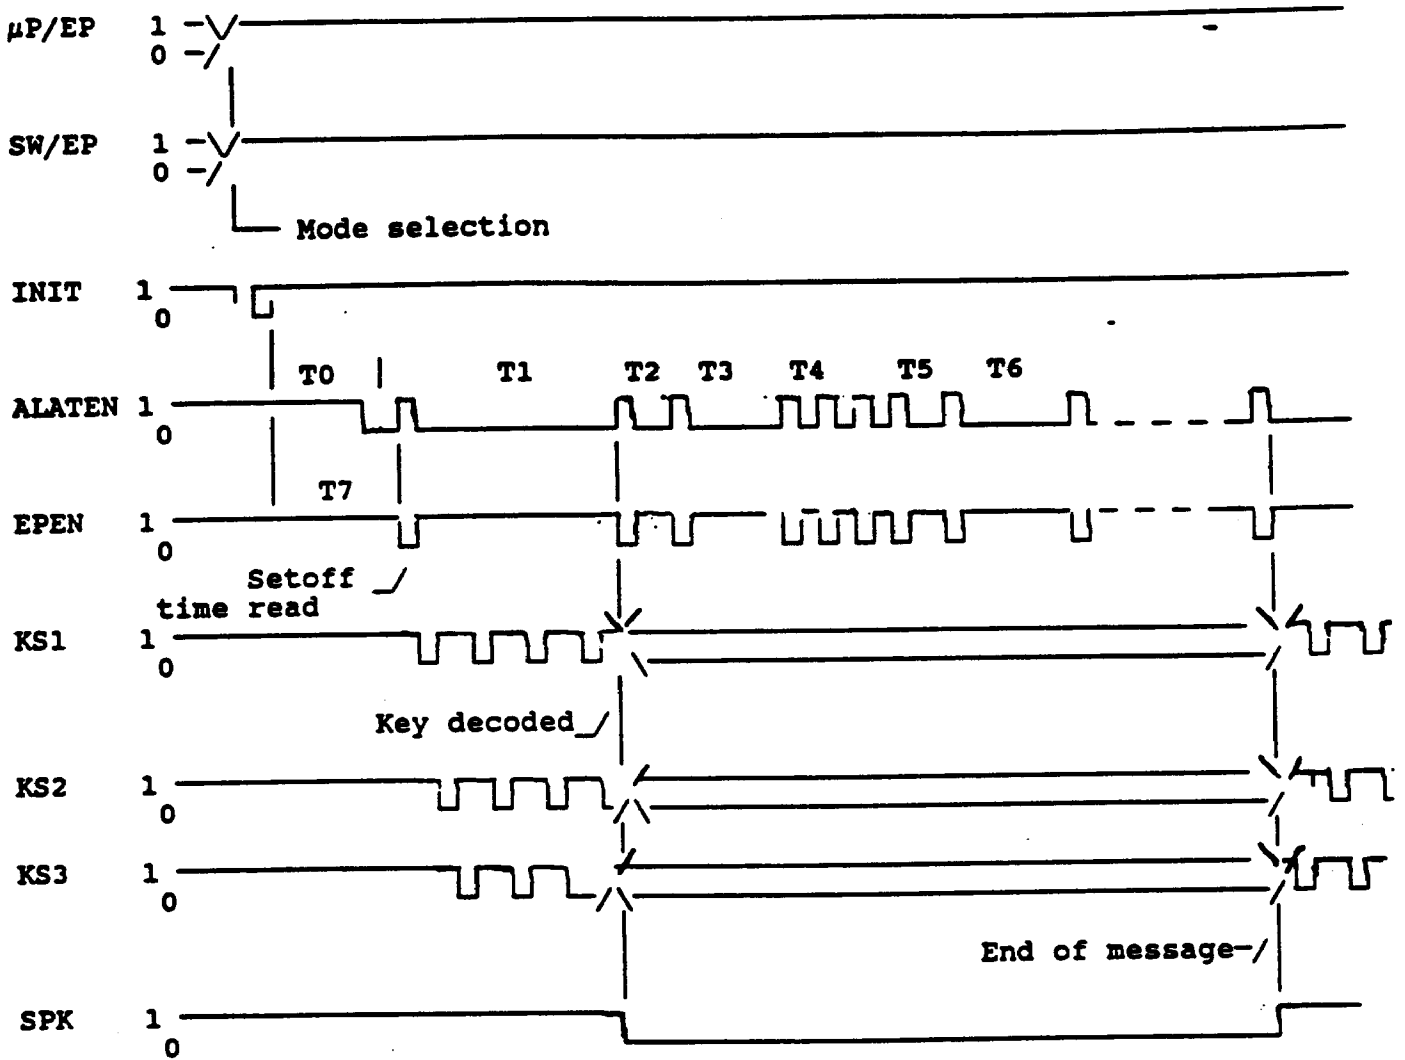 μP/EP 1
0
SW/EP 1
0
Mode selection
INIT 1
0
T0 T1 T2 T3 T4 T5 T6
ALATEN 1
0
T7
EPEN 1
0
Setoff
time read
KS1 1
0
Key decoded
KS2 1
0
KS3 1
0
End of message
SPK 1
0